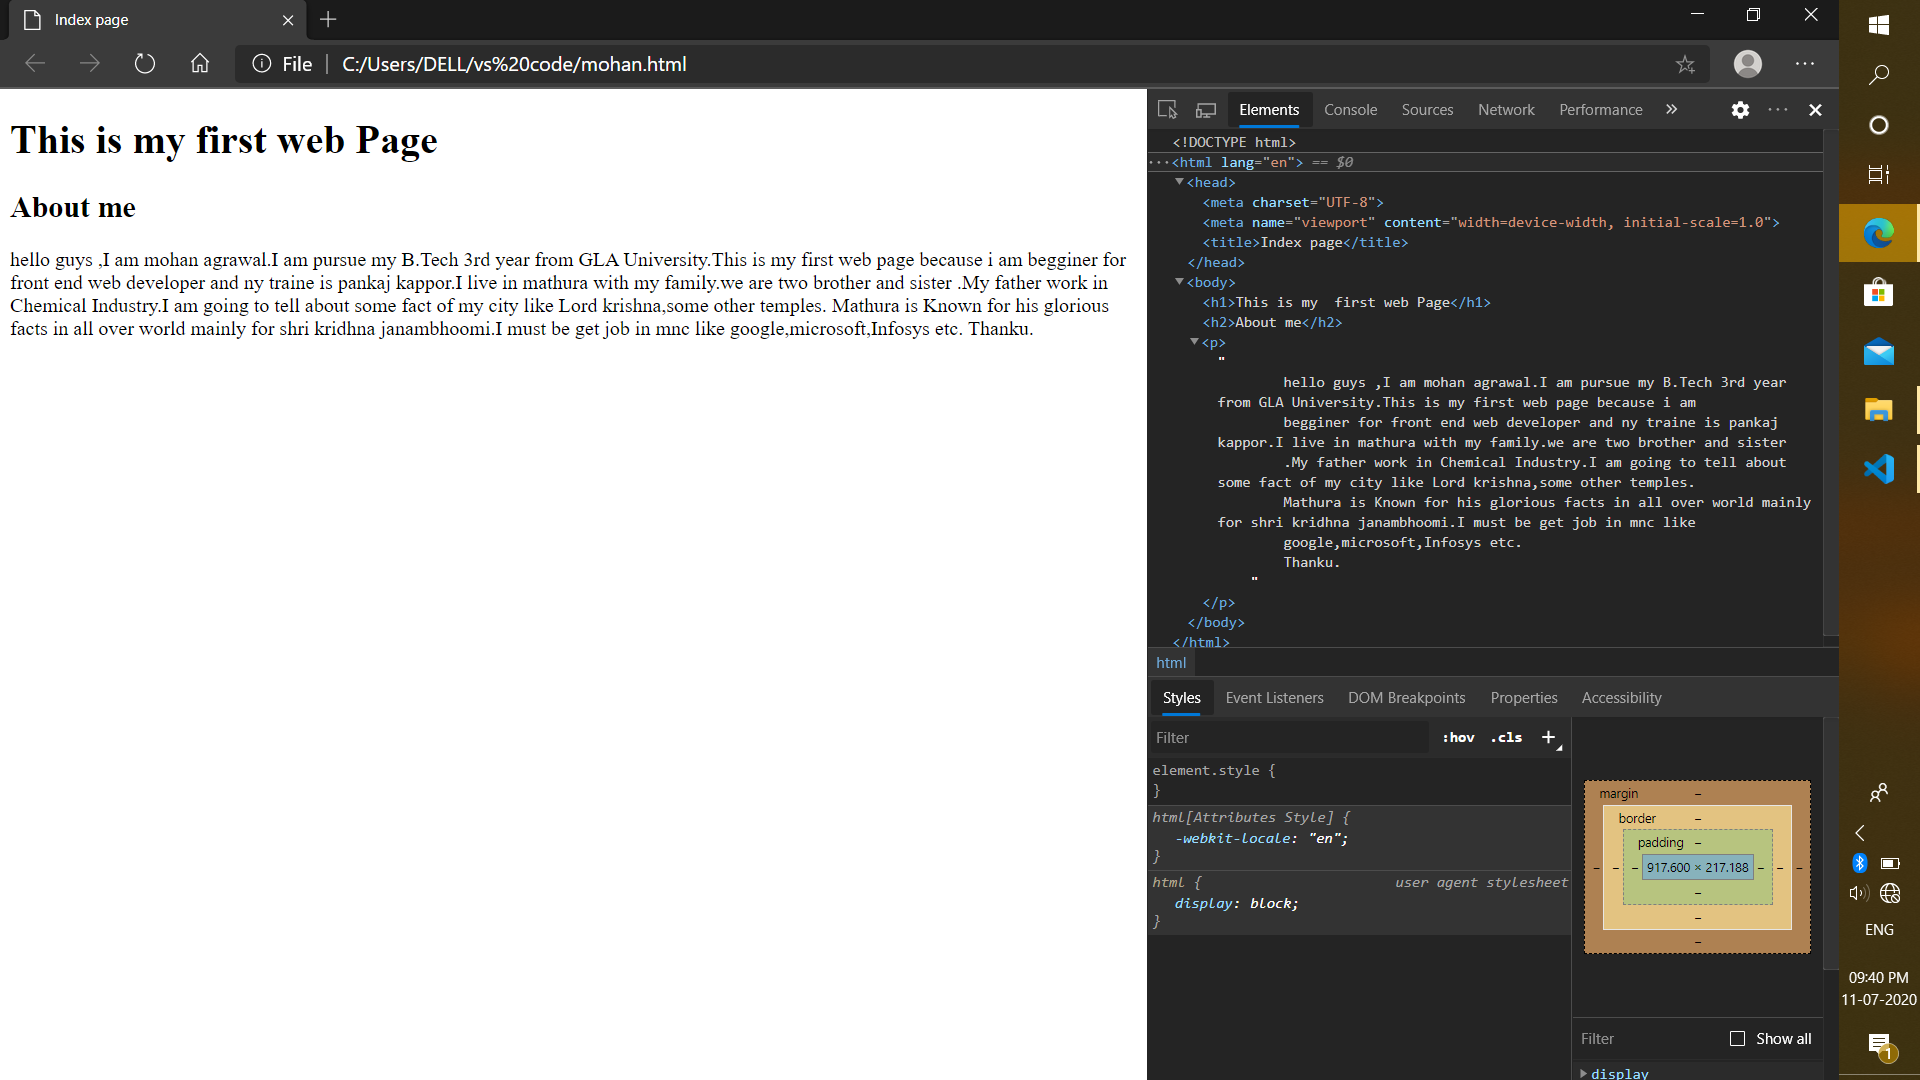 Index page
File
C:/Users/DELL/vs%20code/mohan.html
This is my first web Page
About me
hello guys ,I am mohan agrawal.I am pursue my B.Tech 3rd year from GLA University.This is my first web page because i am begginer for
front end web developer and ny traine is pankaj kappor.I live in mathura with my family.we are two brother and sister .My father work in
Chemical Industry.I am going to tell about some fact of my city like Lord krishna,some other temples. Mathura is Known for his glorious
facts in all over world mainly for shri kridhna janambhoomi.I must be get job in mnc like google,microsoft,Infosys etc. Thanku.
Elements Console Sources Network Performance
<!DOCTYPE html>
···<html lang="en"> == $0
<head>
<meta charset="UTF-8">
<meta name="viewport" content="width=device-width, initial-scale=1.0">
<title>Index page</title>
</head>
<body>
<h1>This is my  first web Page</h1>
<h2>About me</h2>
<p>
"
hello guys ,I am mohan agrawal.I am pursue my B.Tech 3rd year
from GLA University.This is my first web page because i am
begginer for front end web developer and ny traine is pankaj
kappor.I live in mathura with my family.we are two brother and sister
.My father work in Chemical Industry.I am going to tell about
some fact of my city like Lord krishna,some other temples.
Mathura is Known for his glorious facts in all over world mainly
for shri kridhna janambhoomi.I must be get job in mnc like
google,microsoft,Infosys etc.
Thanku.
"
</p>
</body>
</html>
html
Styles Event Listeners DOM Breakpoints Properties Accessibility
Filter :hov .cls +
element.style {
}
html[Attributes Style] {
-webkit-locale: "en";
}
html { user agent stylesheet
display: block;
}
margin –
border –
padding –
– – – 917.600 × 217.188 – – –
–
–
–
Filter Show all
display
ENG
09:40 PM
11-07-2020
1